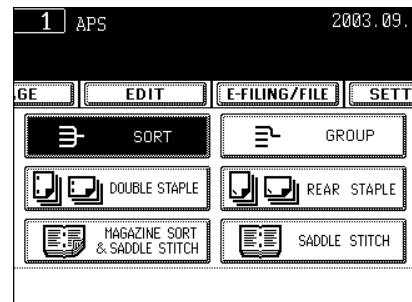 1 APS 2003.09.
GE EDIT E-FILING/FILE SETT
SORT GROUP
DOUBLE STAPLE REAR STAPLE
MAGAZINE SORT
& SADDLE STITCH SADDLE STITCH